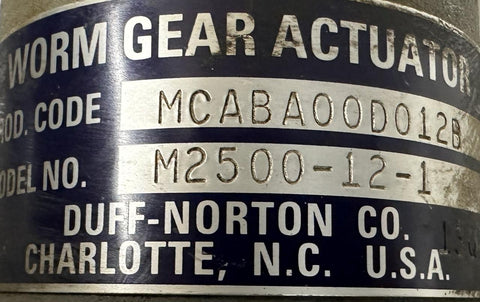 WORM GEAR ACTUATOR
OD. CODE MCABA00D012B
ODEL NO. M2500-12-1
DUFF-NORTON CO.
CHARLOTTE, N.C. U.S.A.